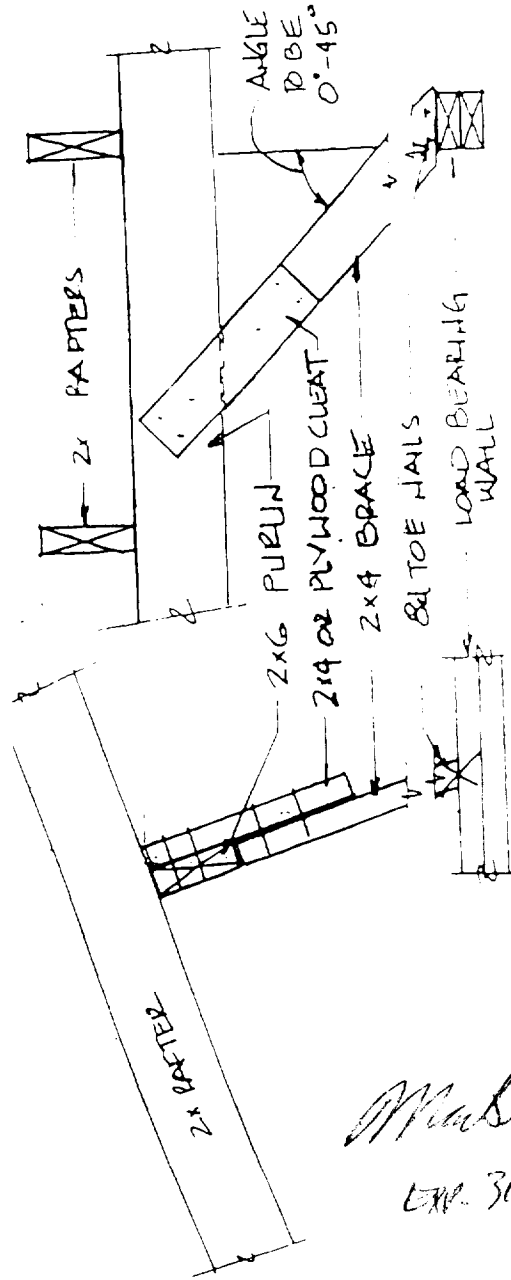 2x RAFTERS
ANGLE
TO BE
0°-45°
2x RAFTER
2x6 PURLIN
2x4 OR PLYWOOD CLEAT
2x4 BRACE
8d TOE NAILS
LOAD BEARING
WALL
EXP.